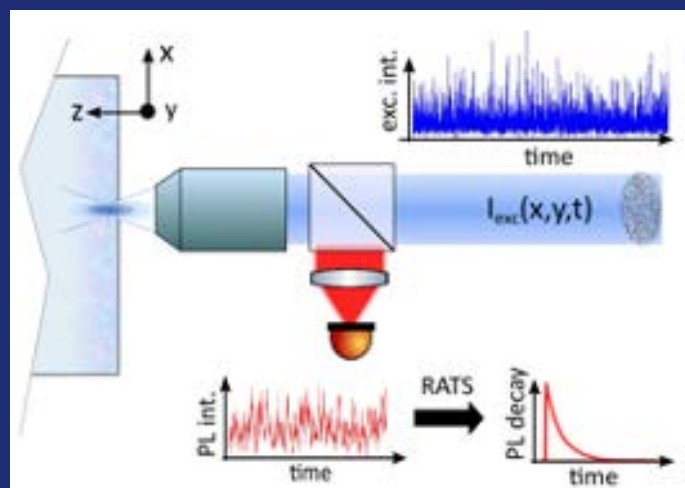 x
z
y
exc. int.
time
I_exc(x,y,t)
PL int.
time
RATS
PL decay
time